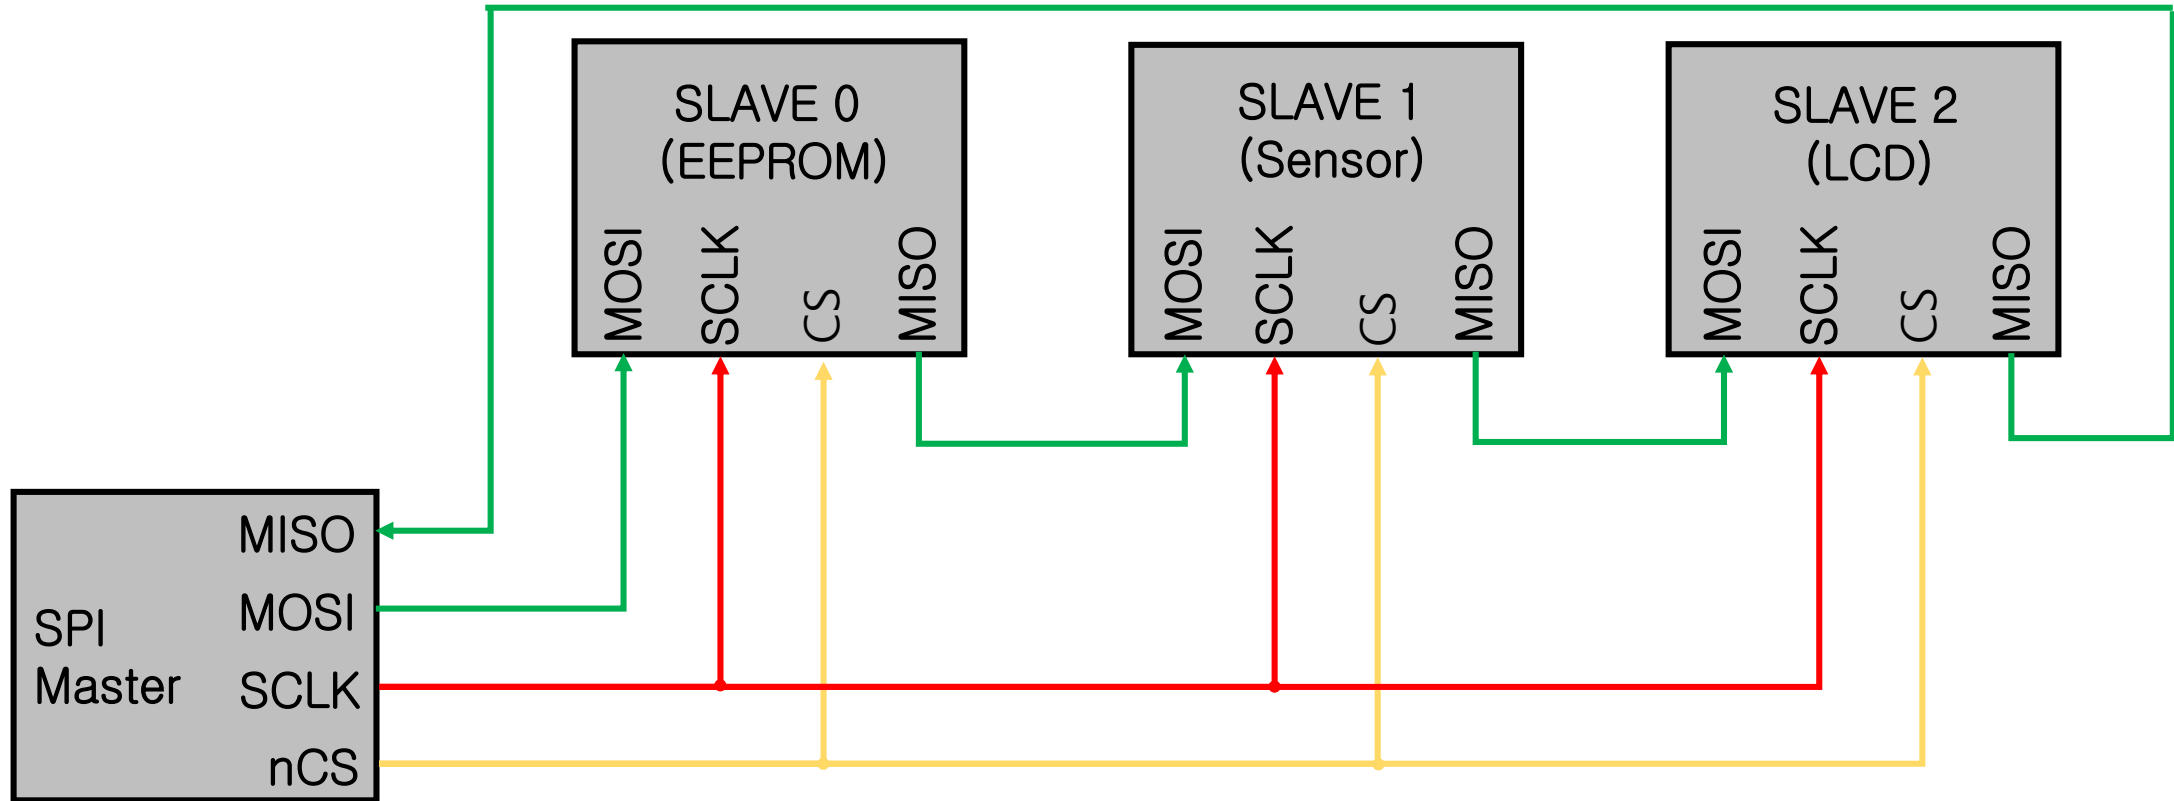 SLAVE 0
(EEPROM)
MOSI
SCLK
CS
MISO
SLAVE 1
(Sensor)
MOSI
SCLK
CS
MISO
SLAVE 2
(LCD)
MOSI
SCLK
CS
MISO
SPI
Master
MISO
MOSI
SCLK
nCS